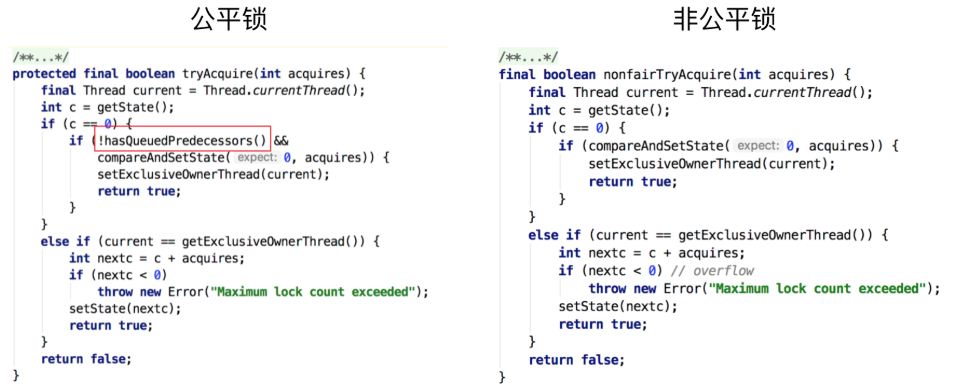 公平锁
/**...*/
protected final boolean tryAcquire(int acquires) {
final Thread current = Thread.currentThread();
int c = getState();
if (c == 0) {
if (!hasQueuedPredecessors() &&
compareAndSetState( expect: 0, acquires)) {
setExclusiveOwnerThread(current);
return true;
}
}
else if (current == getExclusiveOwnerThread()) {
int nextc = c + acquires;
if (nextc < 0)
throw new Error("Maximum lock count exceeded");
setState(nextc);
return true;
}
return false;
}
非公平锁
/**...*/
final boolean nonfairTryAcquire(int acquires) {
final Thread current = Thread.currentThread();
int c = getState();
if (c == 0) {
if (compareAndSetState( expect: 0, acquires)) {
setExclusiveOwnerThread(current);
return true;
}
}
else if (current == getExclusiveOwnerThread()) {
int nextc = c + acquires;
if (nextc < 0) // overflow
throw new Error("Maximum lock count exceeded");
setState(nextc);
return true;
}
return false;
}